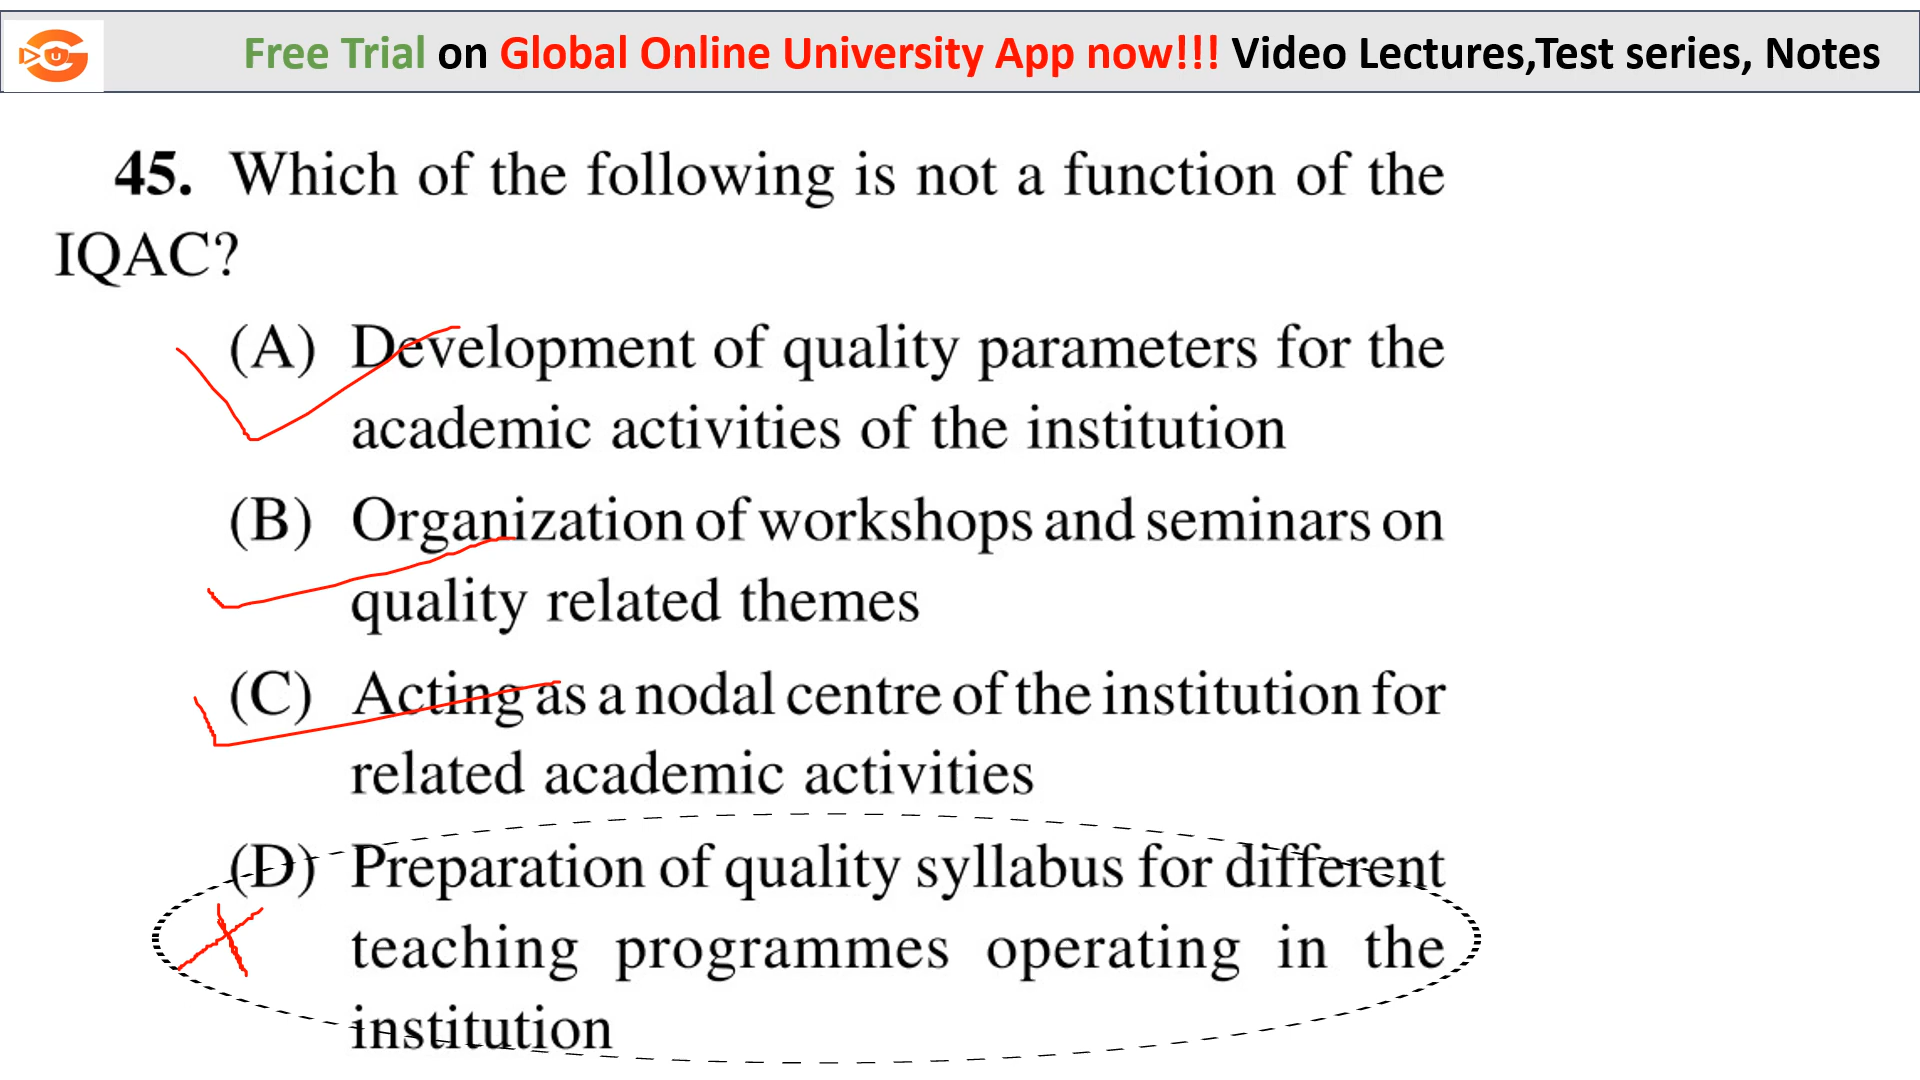 Free Trial on Global Online University App now!!! Video Lectures,Test series, Notes
45. Which of the following is not a function of the
IQAC?
(A) Development of quality parameters for the
academic activities of the institution
(B) Organization of workshops and seminars on
quality related themes
(C) Acting as a nodal centre of the institution for
related academic activities
(D) Preparation of quality syllabus for different
teaching programmes operating in the
institution